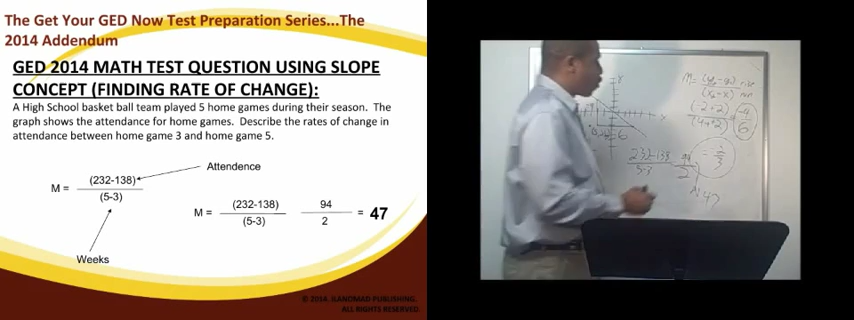 The Get Your GED Now Test Preparation Series...The
2014 Addendum
GED 2014 MATH TEST QUESTION USING SLOPE
CONCEPT (FINDING RATE OF CHANGE):
A High School basket ball team played 5 home games during their season. The
graph shows the attendance for home games. Describe the rates of change in
attendance between home game 3 and home game 5.
Attendence
M = (232-138) / (5-3)
M = (232-138) / (5-3) 94 / 2 = 47
Weeks
© 2014. GANDMAD PUBLISHING.
ALL RIGHTS RESERVED.
232-138
5-3
94
2
47